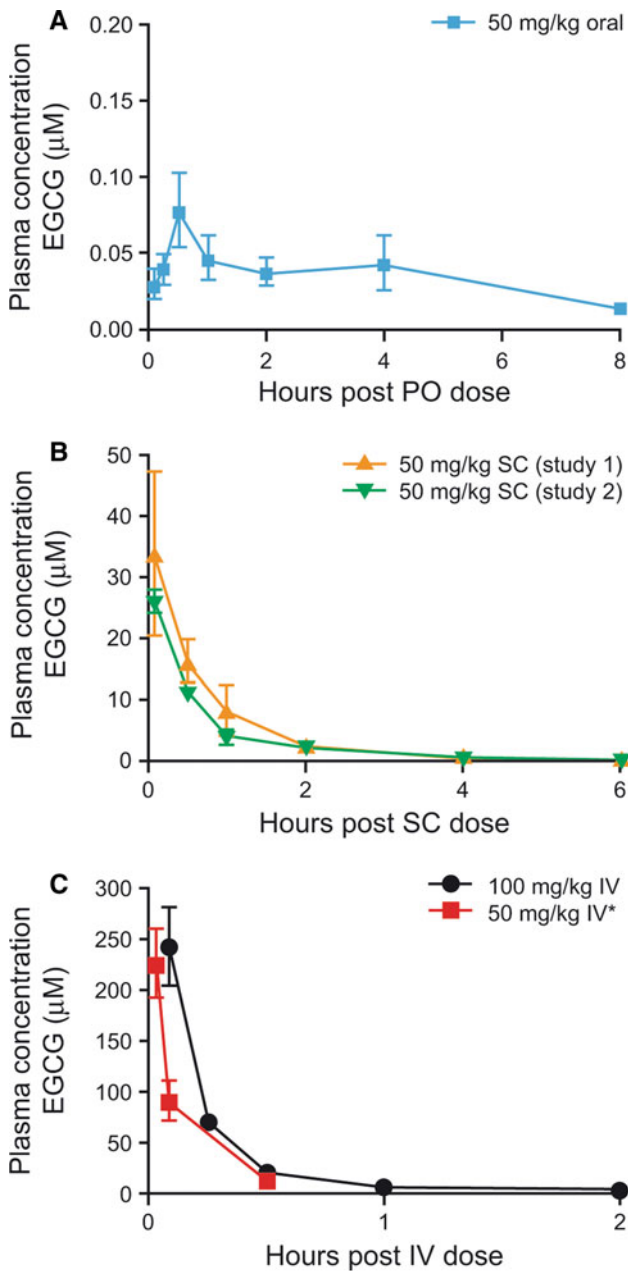 A
50 mg/kg oral
Plasma concentration
EGCG (μM)
0.20
0.15
0.10
0.05
0.00
0 2 4 6 8
Hours post PO dose
B
50 mg/kg SC (study 1)
50 mg/kg SC (study 2)
Plasma concentration
EGCG (μM)
50
40
30
20
10
0
0 2 4 6
Hours post SC dose
C
100 mg/kg IV
50 mg/kg IV*
Plasma concentration
EGCG (μM)
300
250
200
150
100
50
0
0 1 2
Hours post IV dose